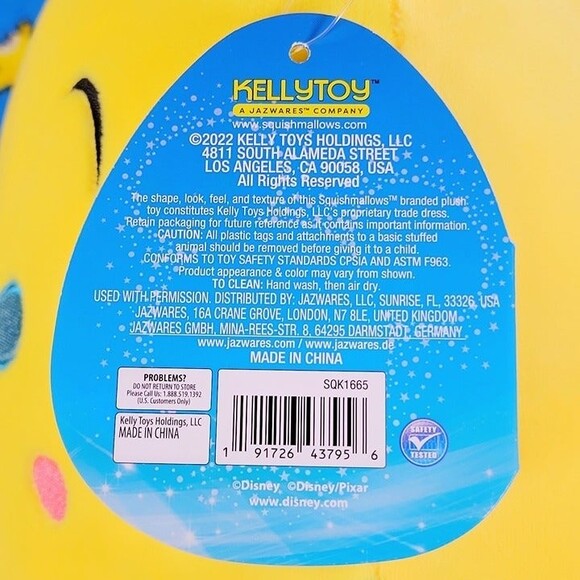 KELLYTOY™
A JAZWARES™ COMPANY
www.squishmallows.com
©2022 KELLY TOYS HOLDINGS, LLC
4811 SOUTH ALAMEDA STREET
LOS ANGELES, CA 90058, USA
All Rights Reserved
The shape, look, feel, and texture of this Squishmallows™ branded plush
toy constitutes Kelly Toys Holdings, LLC's proprietary trade dress.
Retain packaging for future reference as it contains important information.
CAUTION: All plastic tags and attachments to a basic stuffed
animal should be removed before giving it to a child.
CONFORMS TO TOY SAFETY STANDARDS CPSIA AND ASTM F963.
Product appearance & color may vary from shown.
TO CLEAN: Hand wash, then air dry.
USED WITH PERMISSION. DISTRIBUTED BY: JAZWARES, LLC, SUNRISE, FL, 33326, USA
JAZWARES, 16A CRANE GROVE, LONDON, N7 8LE, UNITED KINGDOM
JAZWARES GMBH, MINA-REES-STR. 8, 64295 DARMSTADT, GERMANY
www.jazwares.com / www.jazwares.de
MADE IN CHINA
PROBLEMS?
DO NOT RETURN TO STORE
Please Call Us: 1.888.519.1392
(U.S. Customers Only)
Kelly Toys Holdings, LLC
MADE IN CHINA
SQK1665
1 91726 43795 6
SAFETY
TESTED
©Disney ©Disney/Pixar
www.disney.com